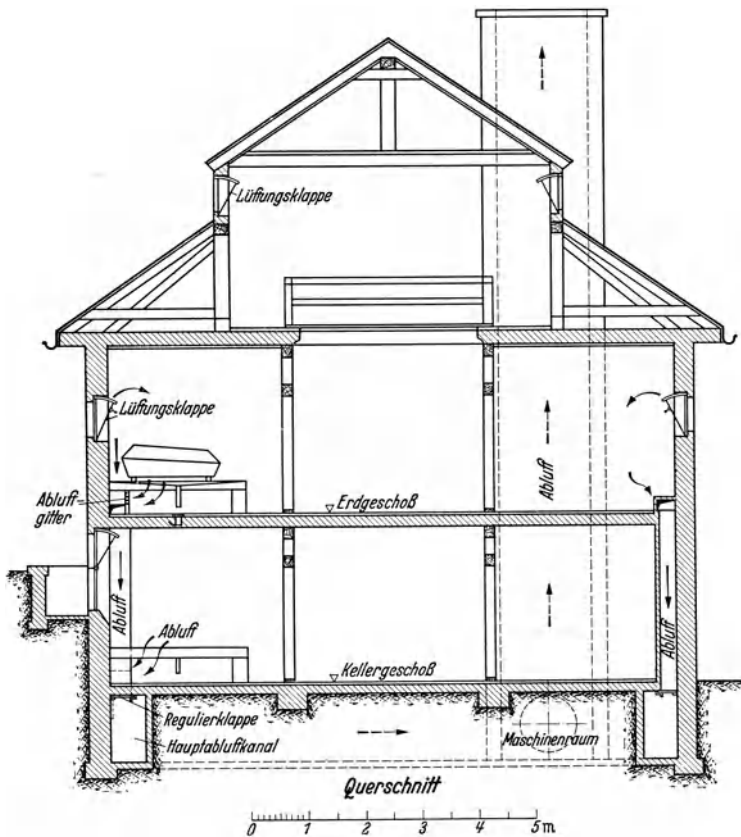 Lüftungsklappe
Lüftungsklappe
Abluft
Abluft
gitter
Erdgeschoß
Abluft
Abluft
Abluft
Kellergeschoß
Regulierklappe
Hauptabluftkanal
Maschinenraum
Querschnitt
0 1 2 3 4 5 m